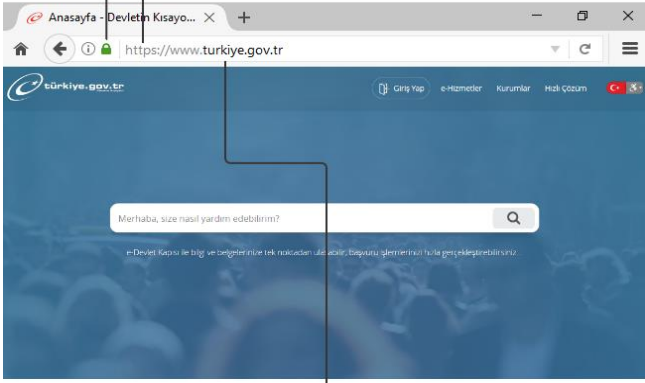 Anasayfa - Devletin Kısayo...
https://www.turkiye.gov.tr
türkiye.gov.tr
Giriş Yap e-Hizmetler Kurumlar Hızlı Çözüm
Merhaba, size nasıl yardım edebilirim?
e-Devlet Kapısı ile bilgi ve belgelerinize tek noktadan ulaşabilir, başvuru işlemlerinizi hızla gerçekleştirebilirsiniz.